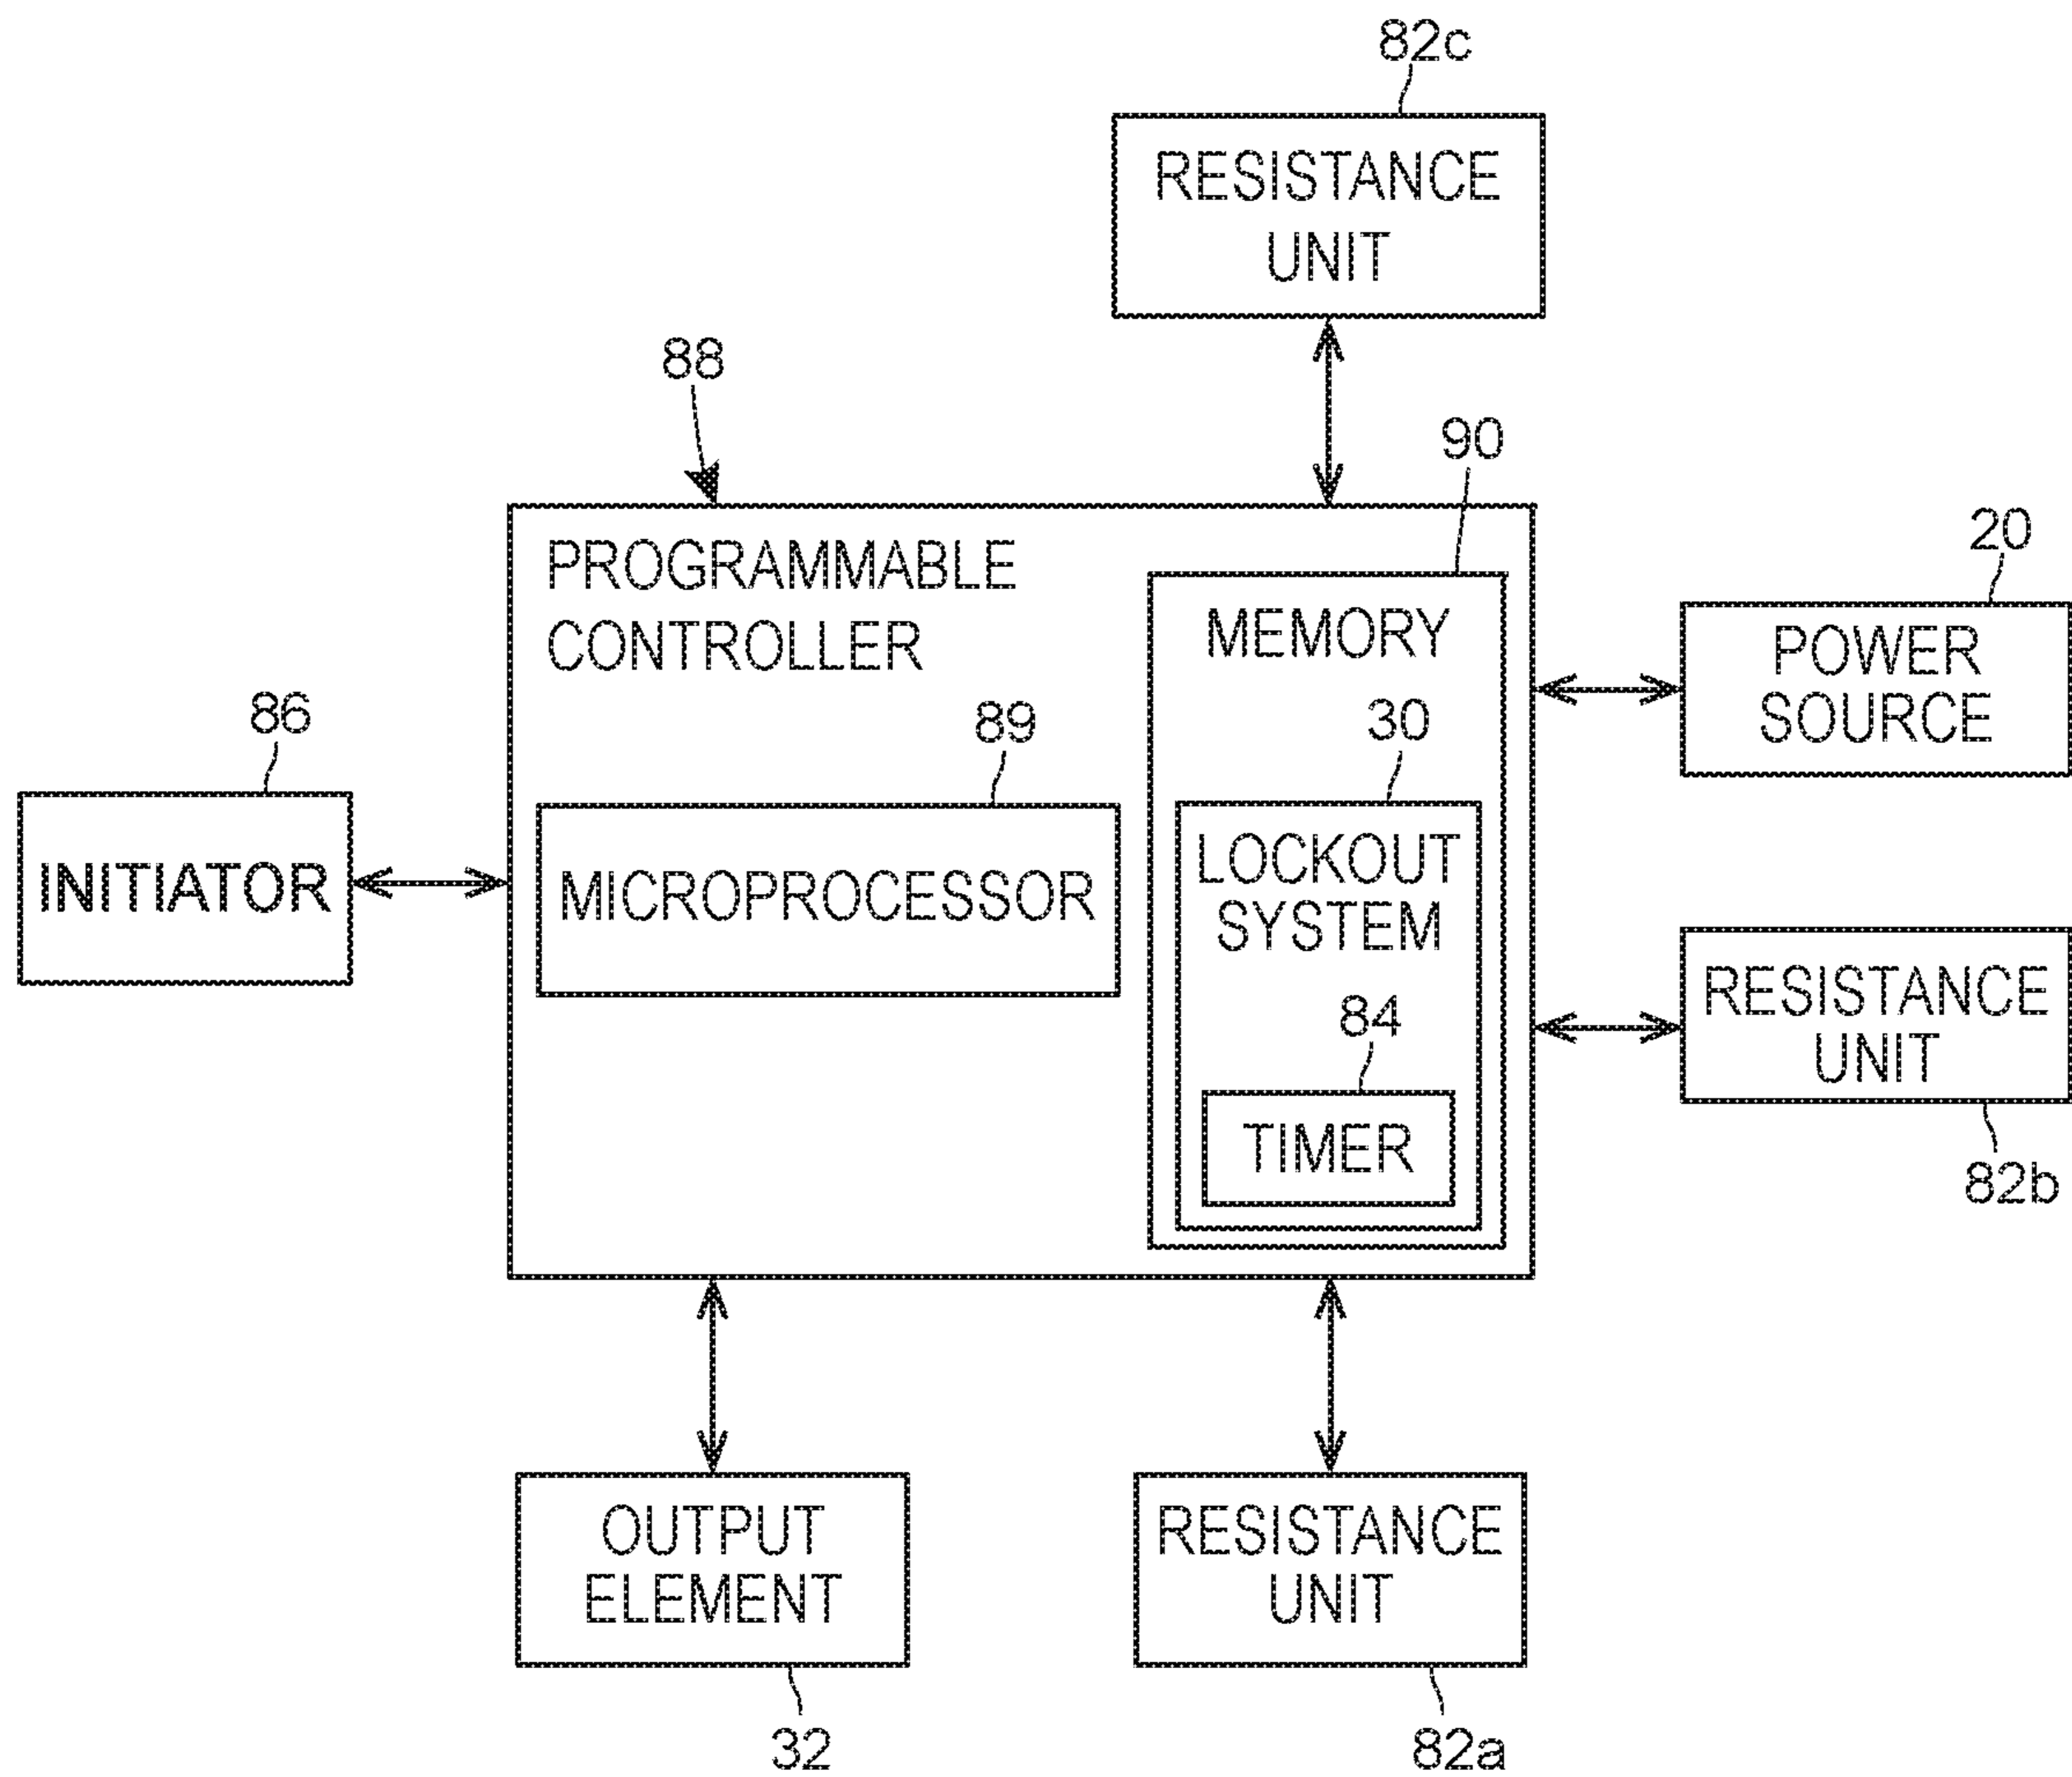 82c
RESISTANCE
UNIT
88
90
PROGRAMMABLE
CONTROLLER
MEMORY
20
POWER
SOURCE
86
INITIATOR
89
MICROPROCESSOR
30
LOCKOUT
SYSTEM
84
TIMER
RESISTANCE
UNIT
82b
OUTPUT
ELEMENT
32
RESISTANCE
UNIT
82a